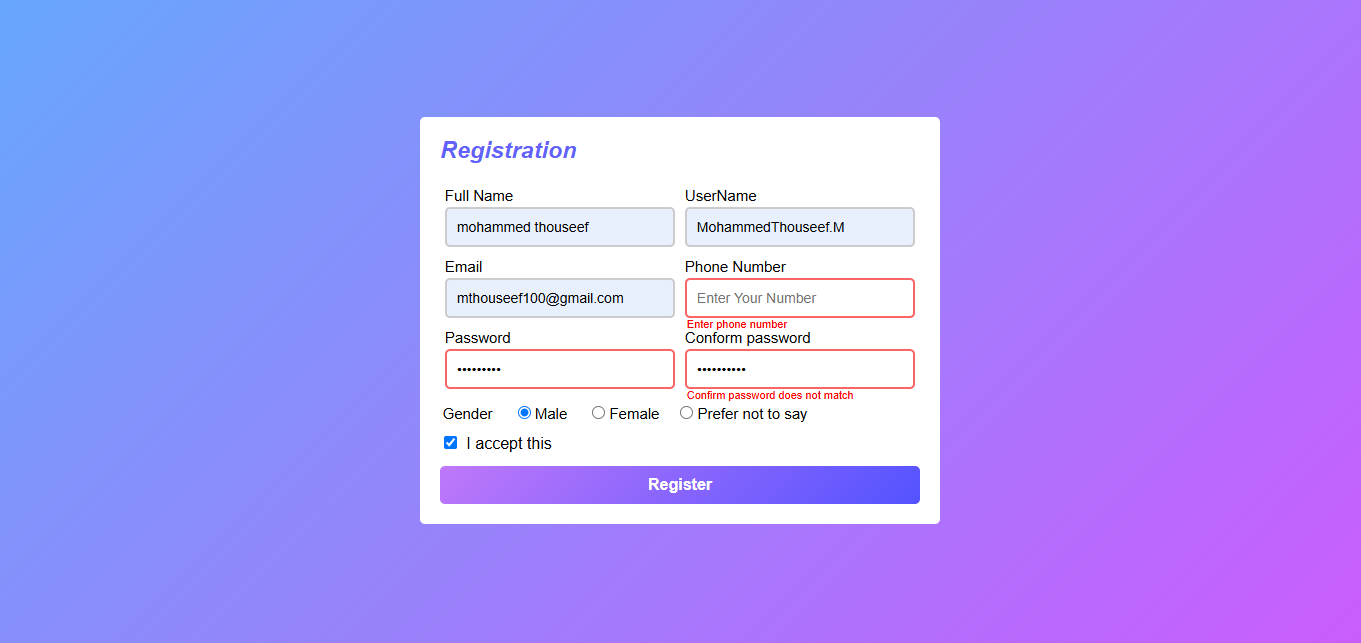 Registration
Full Name UserName
mohammed thouseef MohammedThouseef.M
Email Phone Number
mthouseef100@gmail.com Enter Your Number
Enter phone number
Password Conform password
••••••••• ••••••••••
Confirm password does not match
Gender Male Female Prefer not to say
I accept this
Register